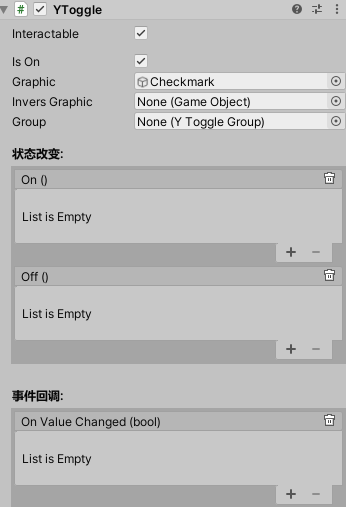 YToggle
Interactable
Is On
Graphic Checkmark
Invers Graphic None (Game Object)
Group None (Y Toggle Group)
状态改变:
On ()
List is Empty
Off ()
List is Empty
事件回调:
On Value Changed (bool)
List is Empty